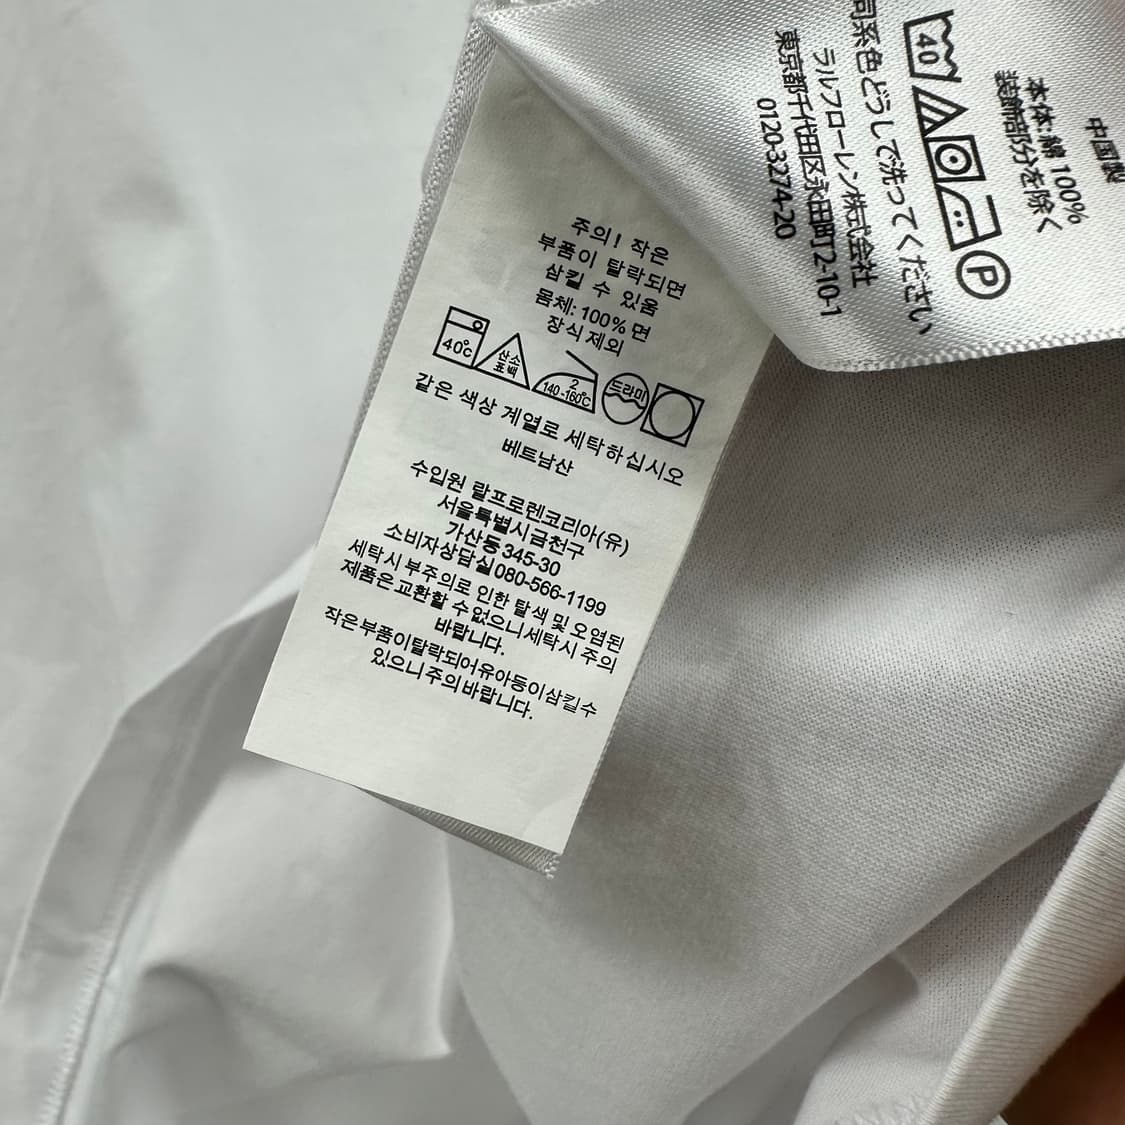 주의! 작은
부품이 탈락되면
삼킬 수 있움
몸체: 100% 면
장식제외
40℃
산소
표백
2
140-160℃
드라이
같은 색상 계열로 세탁하십시오
베트남산
수입원 랄프로렌코리아(유)
서울특별시금천구
가산동345-30
소비자상담실080-566-1199
세탁시 부주의로 인한 탈색 및 오염된
제품은교환할 수없으니세탁시 주의
바랍니다.
작은부품이탈락되어유아등이삼킬수
있으니주의바랍니다.
中国製
本体:綿 100%
装飾部分を除く
40
P
同系色どうしで洗ってください
ラルフローレン株式会社
東京都千代田区永田町2-10-1
0120-3274-20